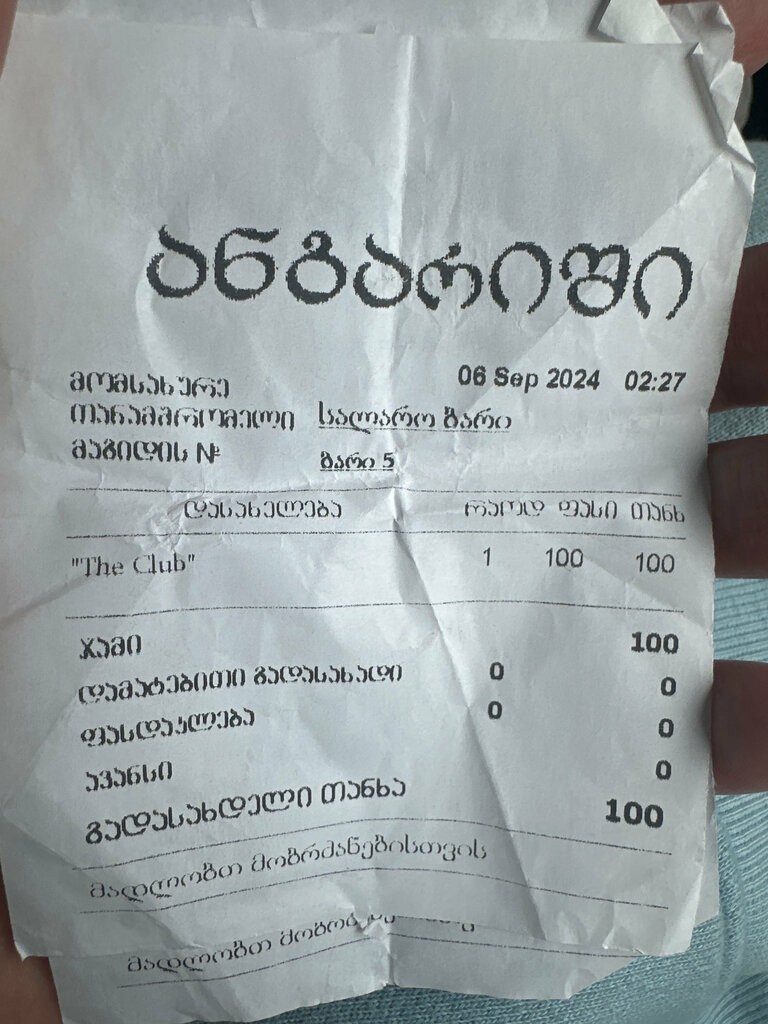 ანგარიში
06 Sep 2024 02:27
მომსახურე
თანამშრომელი სალარო ბარი
მაგიდის № ბარი 5
დასახელება რაოდ ფასი თანხ
"The Club" 1 100 100
ჯამი 100
დამატებითი გადასახადი 0 0
ფასდაკლება 0 0
ავანსი 0
გადასახდელი თანხა 100
მადლობთ მობრძანებისთვის
მადლობთ